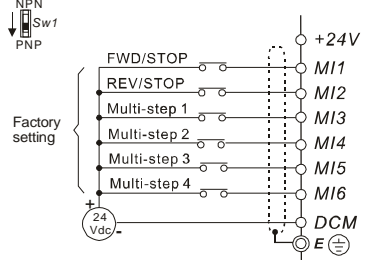 NPN
Sw1
PNP
+24V
FWD/STOP
MI1
REV/STOP
MI2
Multi-step 1
MI3
Factory
setting
Multi-step 2
MI4
Multi-step 3
MI5
Multi-step 4
MI6
+
24
Vdc
-
DCM
E